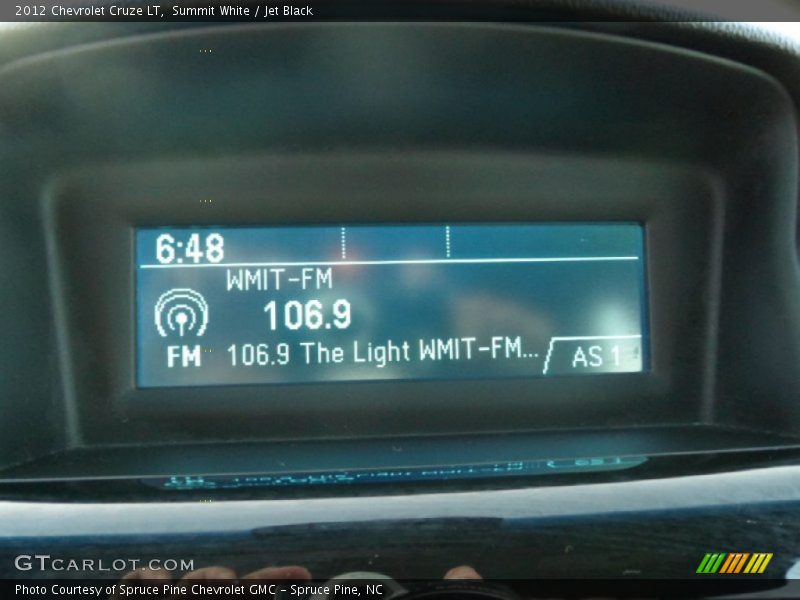 2012 Chevrolet Cruze LT, Summit White / Jet Black
6:48
WMIT-FM
106.9
FM 106.9 The Light WMIT-FM... AS 1
GTCARLOT.COM
Photo Courtesy of Spruce Pine Chevrolet GMC - Spruce Pine, NC